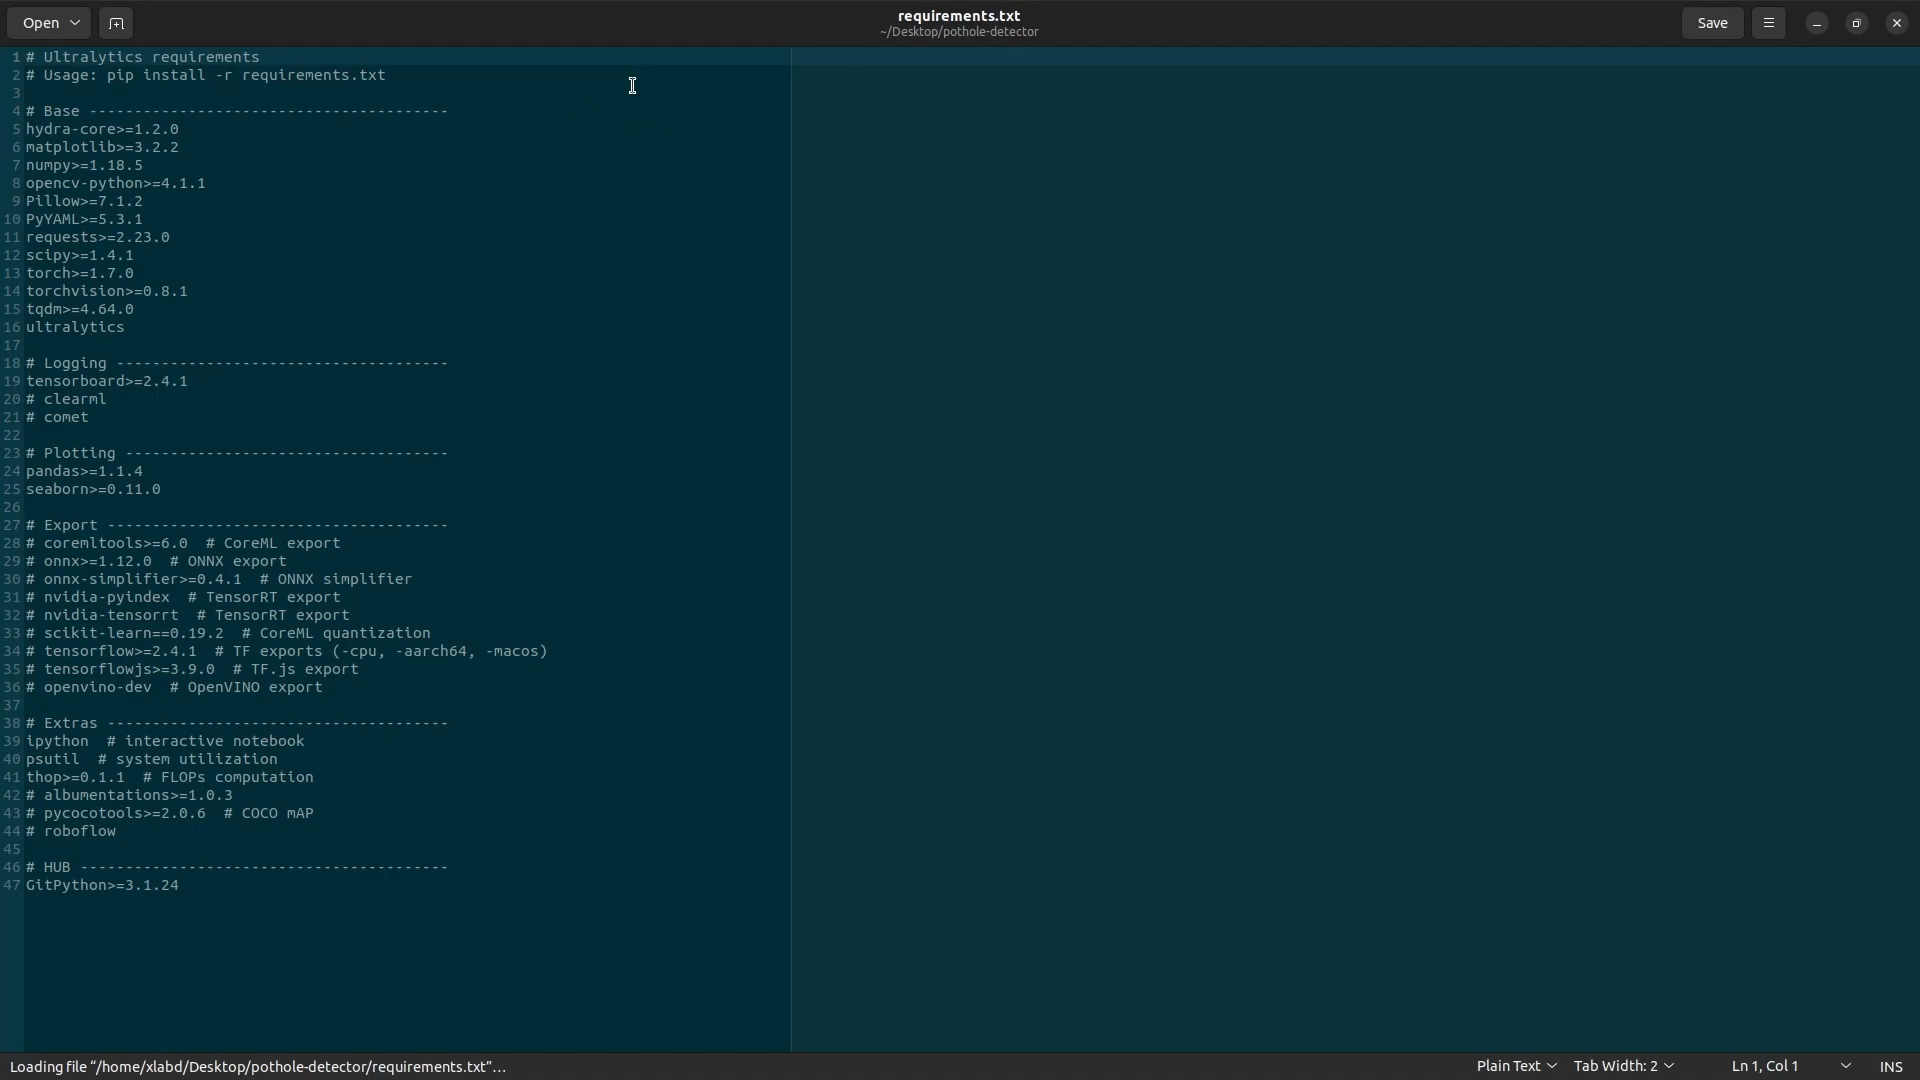 Open
requirements.txt
~/Desktop/pothole-detector
Save
1 # Ultralytics requirements
2 # Usage: pip install -r requirements.txt
3
4 # Base ----------------------------------------
5 hydra-core>=1.2.0
6 matplotlib>=3.2.2
7 numpy>=1.18.5
8 opencv-python>=4.1.1
9 Pillow>=7.1.2
10 PyYAML>=5.3.1
11 requests>=2.23.0
12 scipy>=1.4.1
13 torch>=1.7.0
14 torchvision>=0.8.1
15 tqdm>=4.64.0
16 ultralytics
17
18 # Logging -------------------------------------
19 tensorboard>=2.4.1
20 # clearml
21 # comet
22
23 # Plotting ------------------------------------
24 pandas>=1.1.4
25 seaborn>=0.11.0
26
27 # Export --------------------------------------
28 # coremltools>=6.0  # CoreML export
29 # onnx>=1.12.0  # ONNX export
30 # onnx-simplifier>=0.4.1  # ONNX simplifier
31 # nvidia-pyindex  # TensorRT export
32 # nvidia-tensorrt  # TensorRT export
33 # scikit-learn==0.19.2  # CoreML quantization
34 # tensorflow>=2.4.1  # TF exports (-cpu, -aarch64, -macos)
35 # tensorflowjs>=3.9.0  # TF.js export
36 # openvino-dev  # OpenVINO export
37
38 # Extras --------------------------------------
39 ipython  # interactive notebook
40 psutil  # system utilization
41 thop>=0.1.1  # FLOPs computation
42 # albumentations>=1.0.3
43 # pycocotools>=2.0.6  # COCO mAP
44 # roboflow
45
46 # HUB -----------------------------------------
47 GitPython>=3.1.24
Loading file “/home/xlabd/Desktop/pothole-detector/requirements.txt”…
Plain Text
Tab Width: 2
Ln 1, Col 1
INS